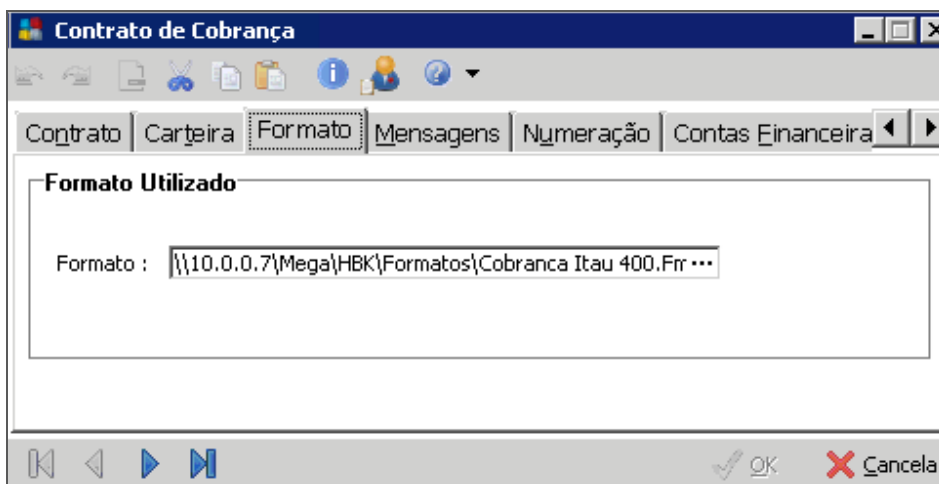 Contrato de Cobrança
Contrato Carteira Formato Mensagens Numeração Contas Financeira
Formato Utilizado
Formato : \\10.0.0.7\Mega\HBK\Formatos\Cobranca Itau 400.Frr ...
OK Cancela